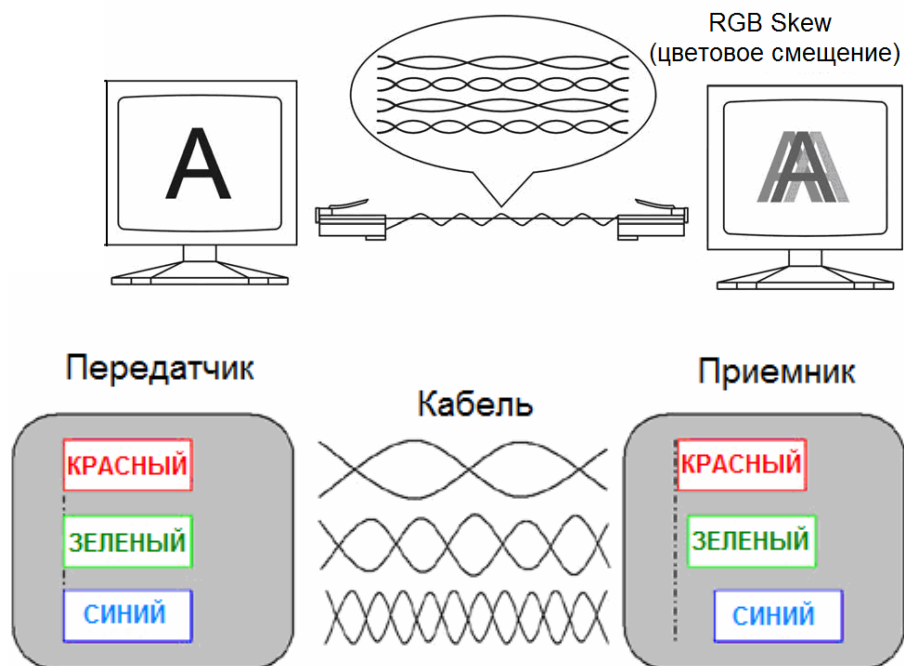 RGB Skew
(цветовое смещение)
A
A
Передатчик
Кабель
Приемник
КРАСНЫЙ
ЗЕЛЕНЫЙ
СИНИЙ
КРАСНЫЙ
ЗЕЛЕНЫЙ
СИНИЙ